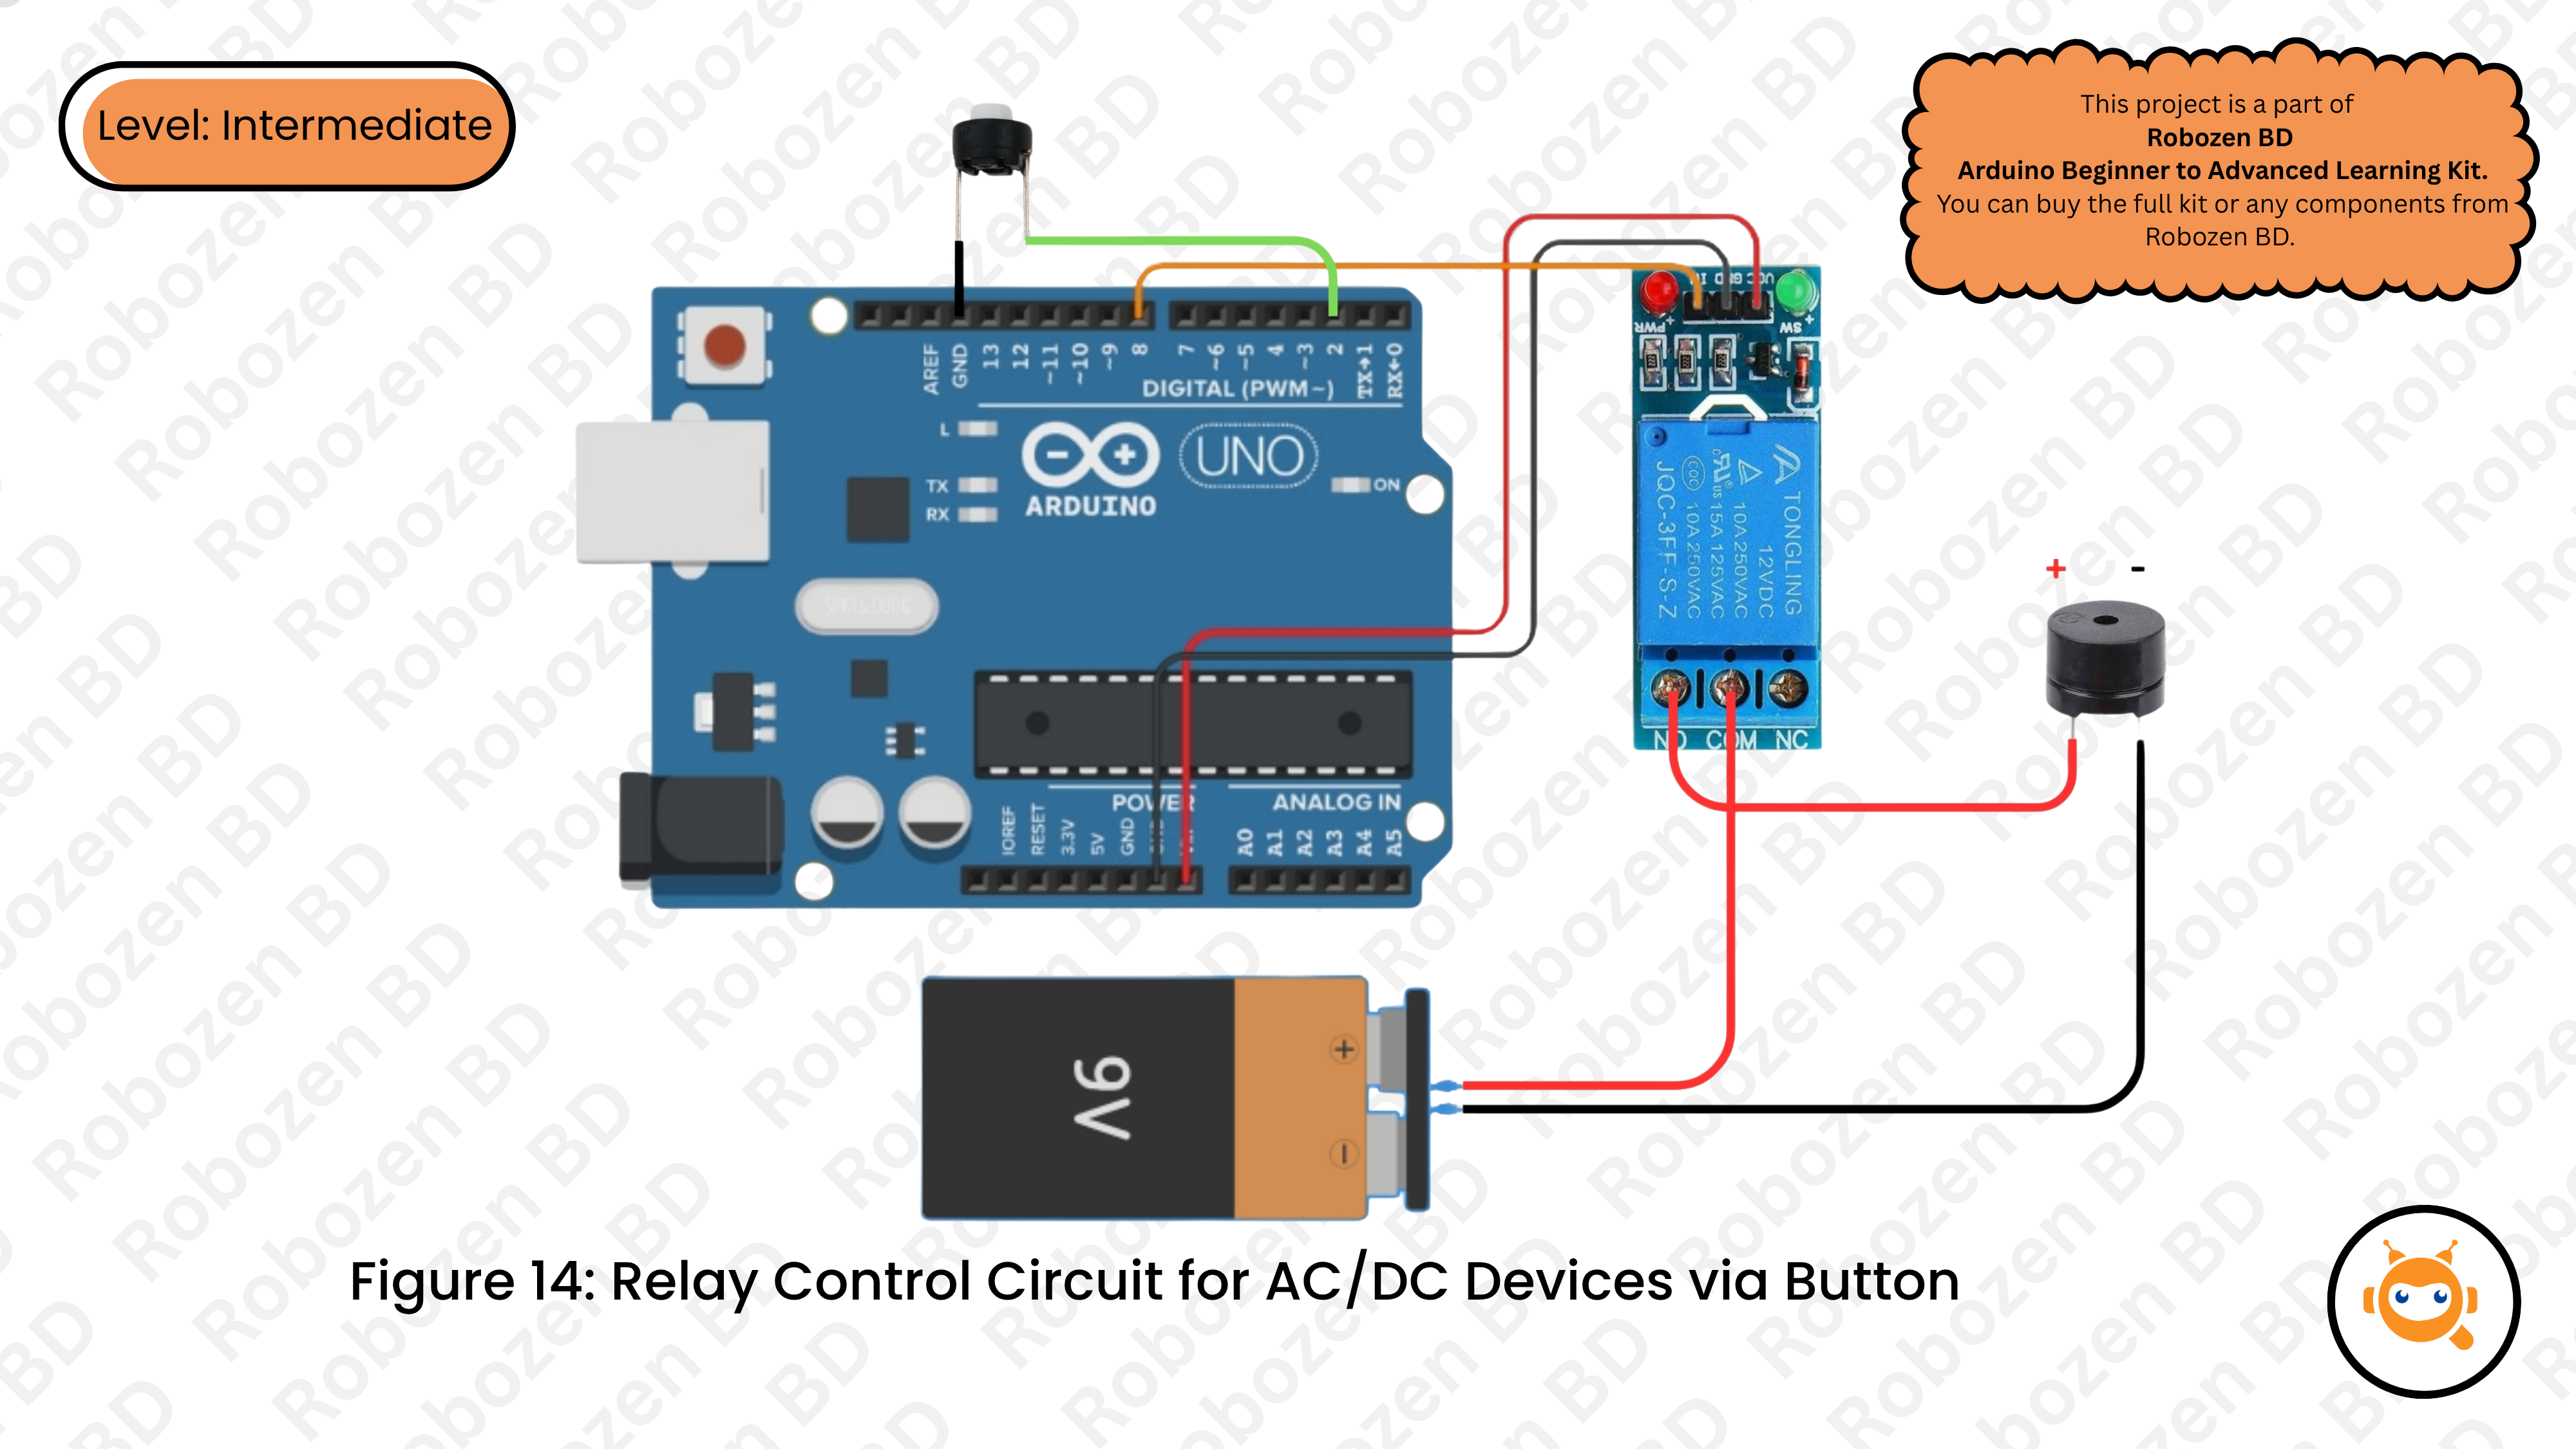 Level: Intermediate
This project is a part of
Robozen BD
Arduino Beginner to Advanced Learning Kit.
You can buy the full kit or any components from
Robozen BD.
AREF
GND
13
12
~11
~10
~9
8
7
~6
~5
4
~3
2
TX→1
RX←0
DIGITAL (PWM~)
L
TX
RX
ARDUINO
UNO
ON
SPK16.000G
POWER
ANALOG IN
IOREF
RESET
3.3V
5V
GND
A0
A1
A2
A3
A4
A5
GND
VCC
PWR
SW
TONGLING
12VDC
10A 250VAC
15A 125VAC
10A 250VAC
JQC-3FF-S-Z
NO
COM
NC
+
-
9V
+
−
Figure 14: Relay Control Circuit for AC/DC Devices via Button
Robozen BD